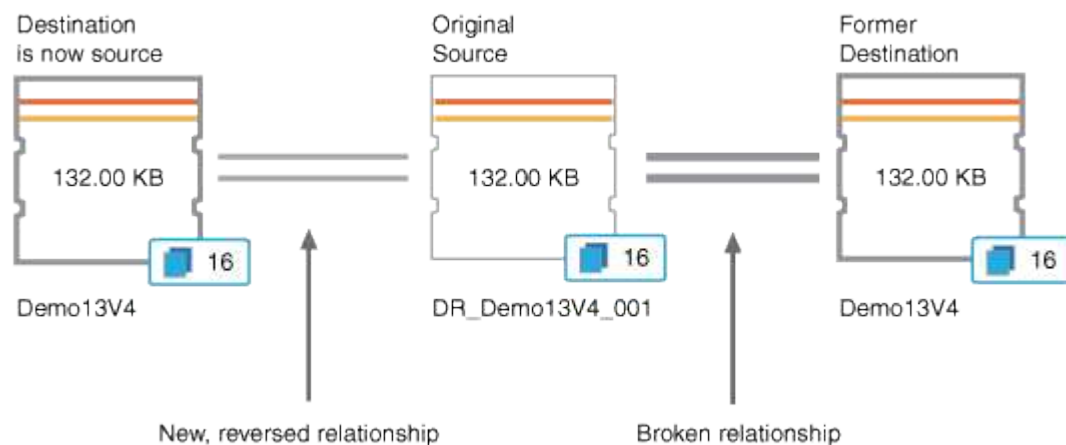 Destination
is now source
Original
Source
Former
Destination
132.00 KB
132.00 KB
132.00 KB
16
16
16
Demo13V4
DR_Demo13V4_001
Demo13V4
New, reversed relationship
Broken relationship